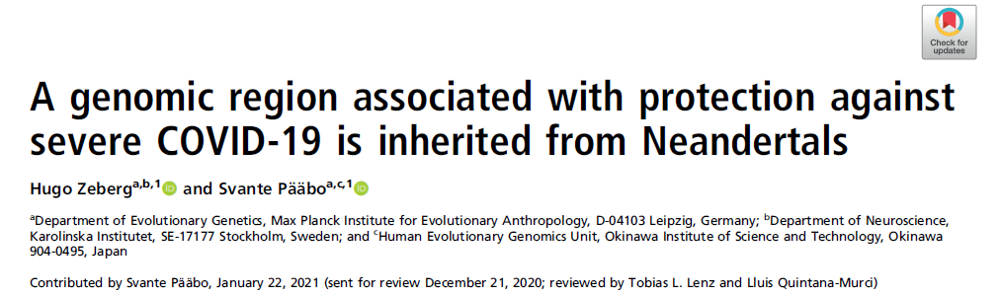 Check for
updates
A genomic region associated with protection against
severe COVID-19 is inherited from Neandertals
Hugo Zeberg^a,b,1 iD and Svante Pääbo^a,c,1 iD
^aDepartment of Evolutionary Genetics, Max Planck Institute for Evolutionary Anthropology, D-04103 Leipzig, Germany; ^bDepartment of Neuroscience,
Karolinska Institutet, SE-17177 Stockholm, Sweden; and ^cHuman Evolutionary Genomics Unit, Okinawa Institute of Science and Technology, Okinawa
904-0495, Japan
Contributed by Svante Pääbo, January 22, 2021 (sent for review December 21, 2020; reviewed by Tobias L. Lenz and Lluis Quintana-Murci)